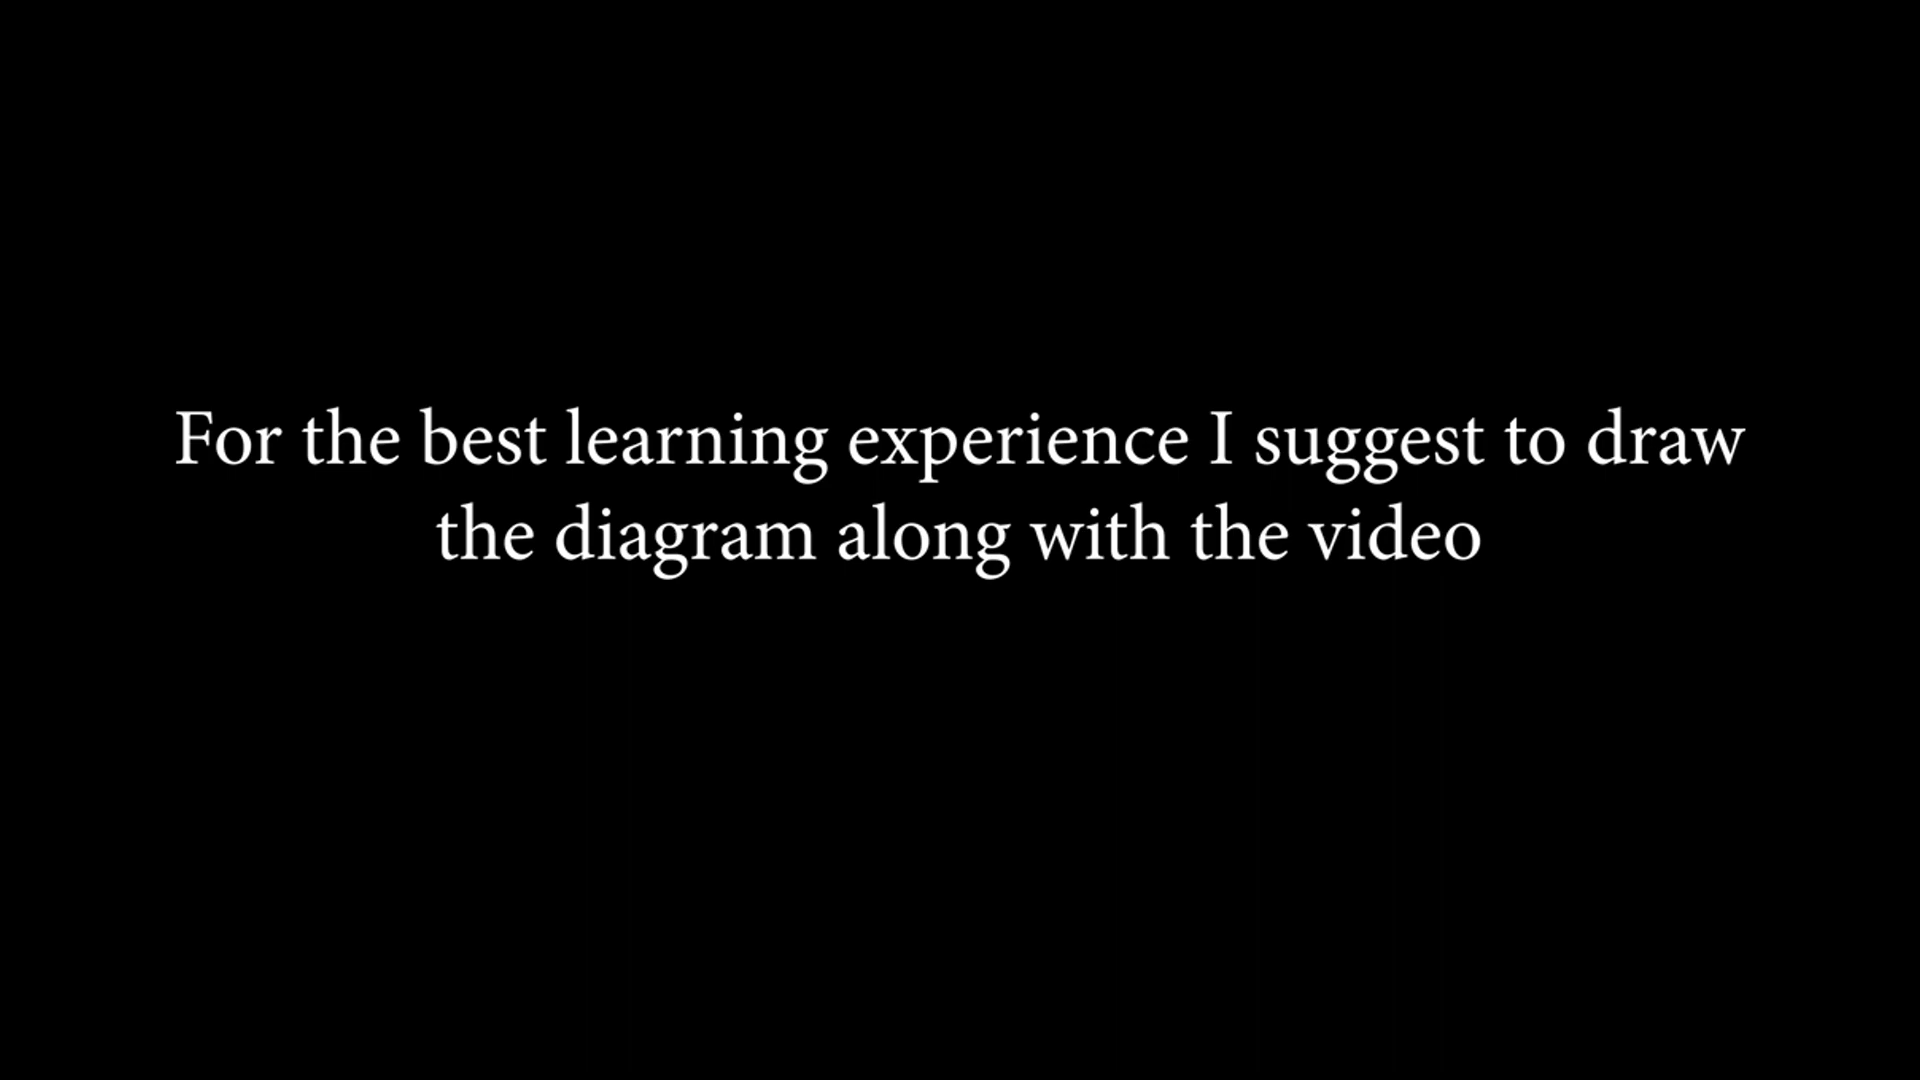 For the best learning experience I suggest to draw
the diagram along with the video